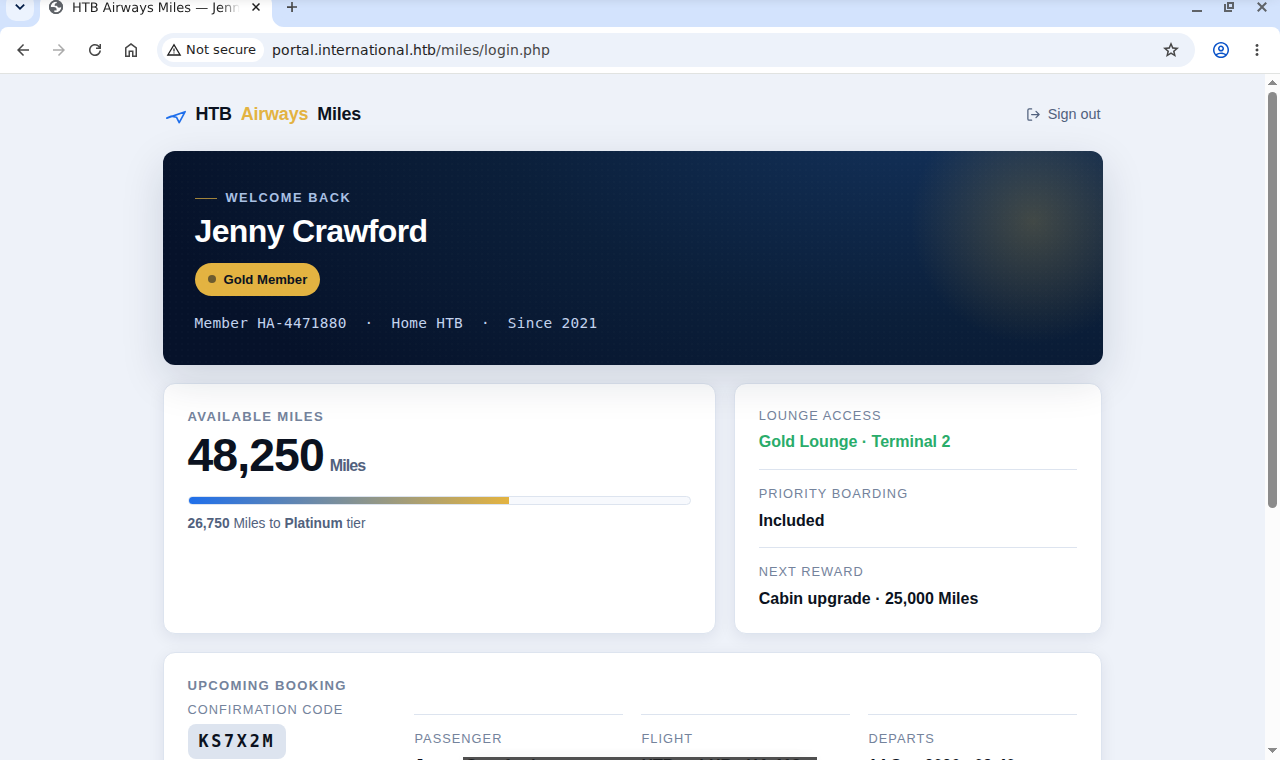 HTB Airways Miles — Jenn
Not secure
portal.international.htb/miles/login.php
HTB Airways Miles
Sign out
WELCOME BACK
Jenny Crawford
Gold Member
Member HA-4471880 · Home HTB · Since 2021
AVAILABLE MILES
48,250 Miles
26,750 Miles to Platinum tier
LOUNGE ACCESS
Gold Lounge · Terminal 2
PRIORITY BOARDING
Included
NEXT REWARD
Cabin upgrade · 25,000 Miles
UPCOMING BOOKING
CONFIRMATION CODE
KS7X2M
PASSENGER
FLIGHT
DEPARTS